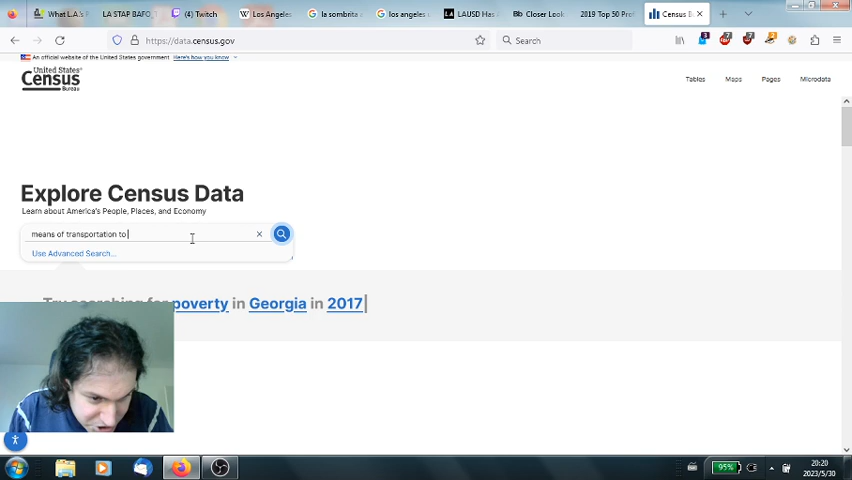 What L.A.'s
LA STAP BAFO
(4) Twitch
Los Angeles
la sombrita
los angeles
LAUSD Has
Closer Look
2019 Top 50
Census
https://data.census.gov
Search
An official website of the United States government Here's how you know
United States
Census
Bureau
Tables Maps Pages Microdata
Explore Census Data
Learn about America's People, Places, and Economy
means of transportation to
Use Advanced Search...
Try searching for poverty in Georgia in 2017
95%
20:20
2023/5/30